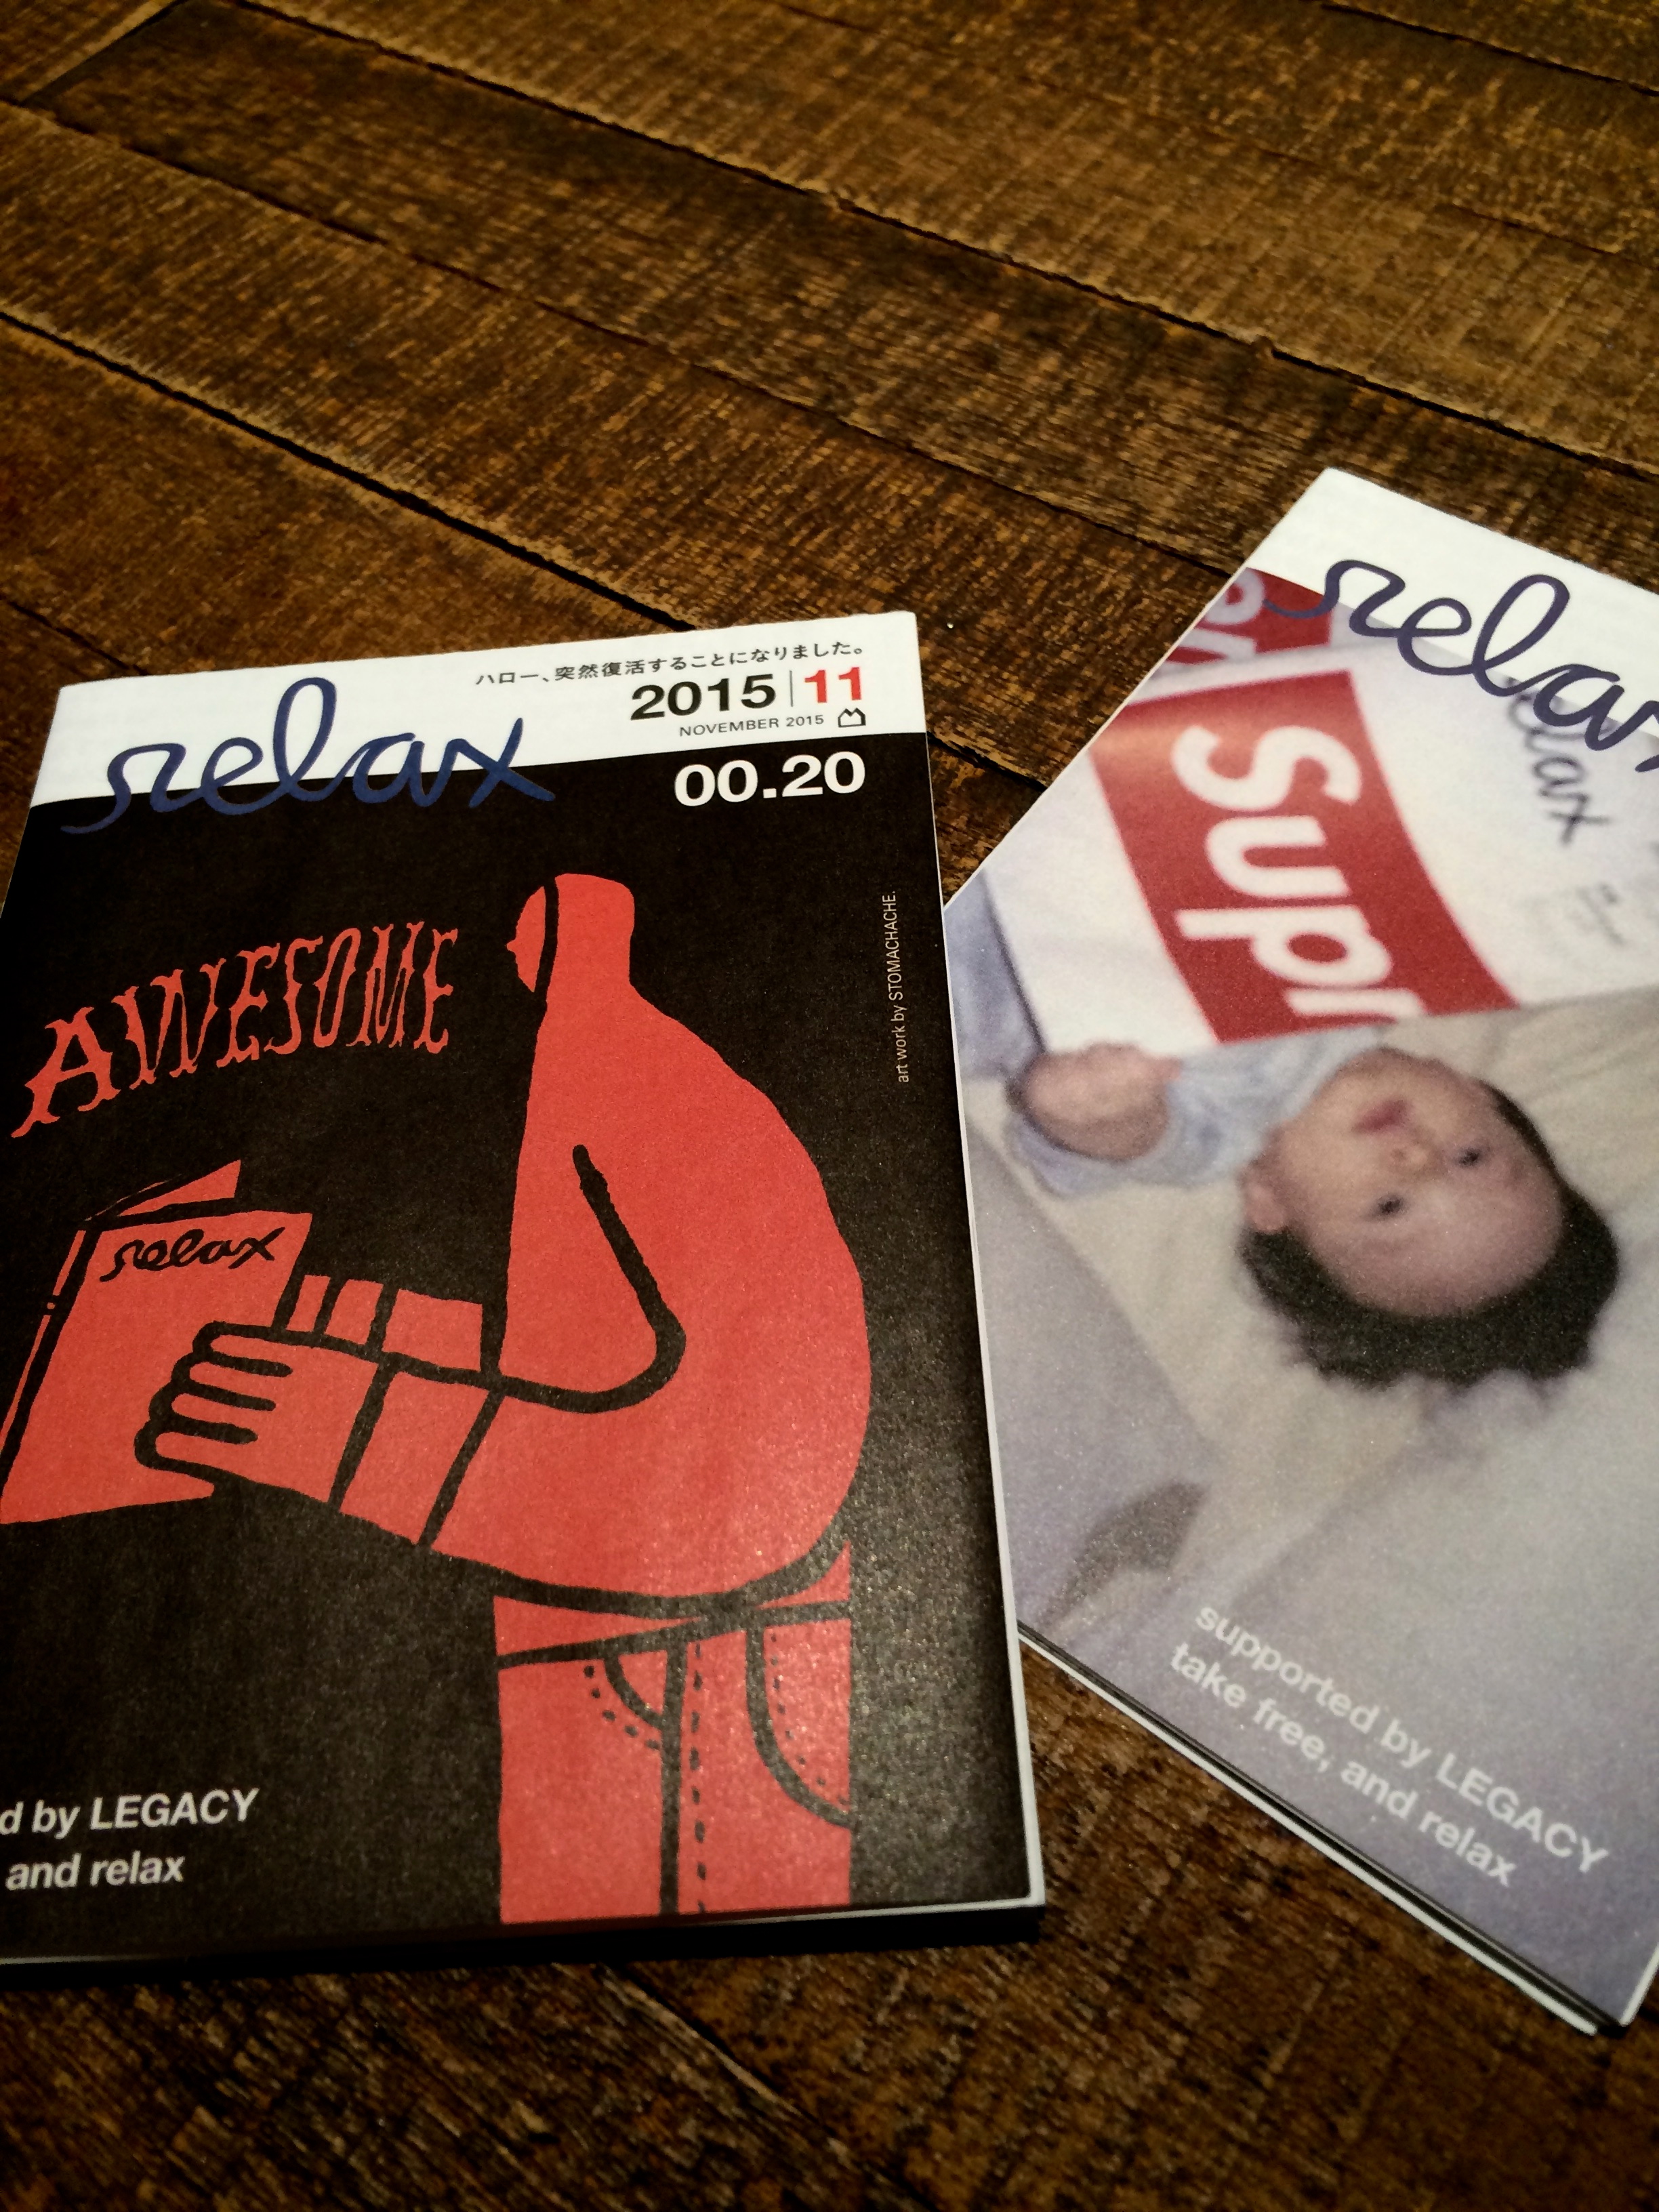 ハロー、突然復活することになりました。
2015|11
NOVEMBER 2015
relax
00.20
AWESOME
art work by STOMACHACHE.
relax
d by LEGACY
and relax
relax
Supr
relax
supported by LEGACY
take free, and relax